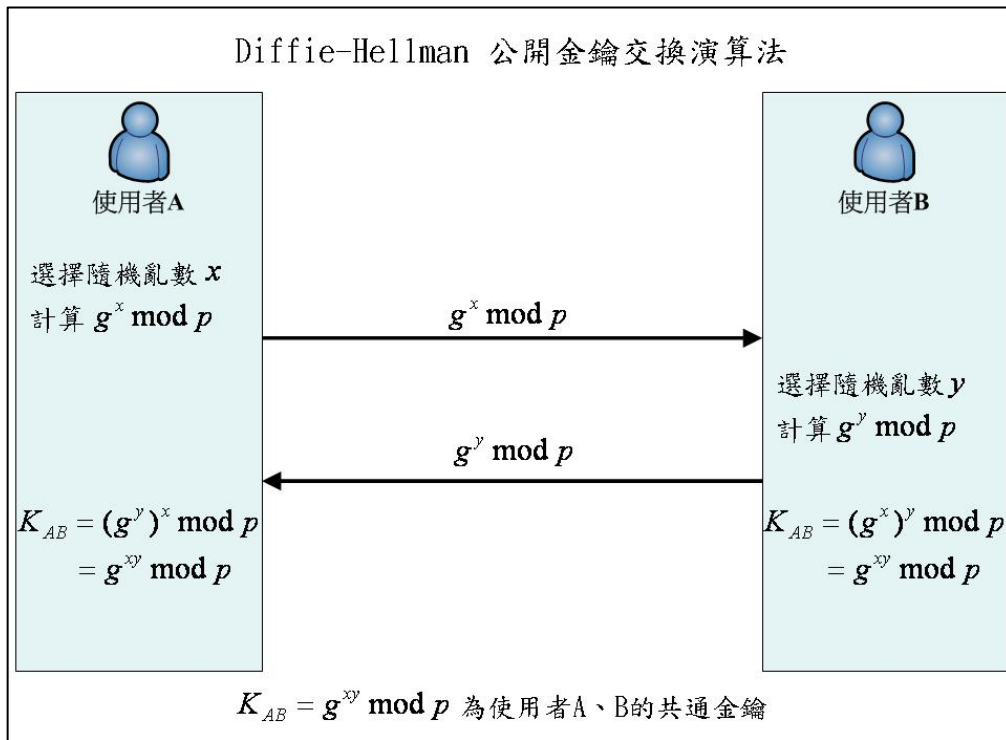 Diffie-Hellman 公開金鑰交換演算法
使用者A
選擇隨機亂數 x
計算 g^x mod p
g^x mod p
使用者B
選擇隨機亂數 y
計算 g^y mod p
g^y mod p
K_AB = (g^y)^x mod p
= g^xy mod p
K_AB = (g^x)^y mod p
= g^xy mod p
K_AB = g^xy mod p 為使用者A、B的共通金鑰